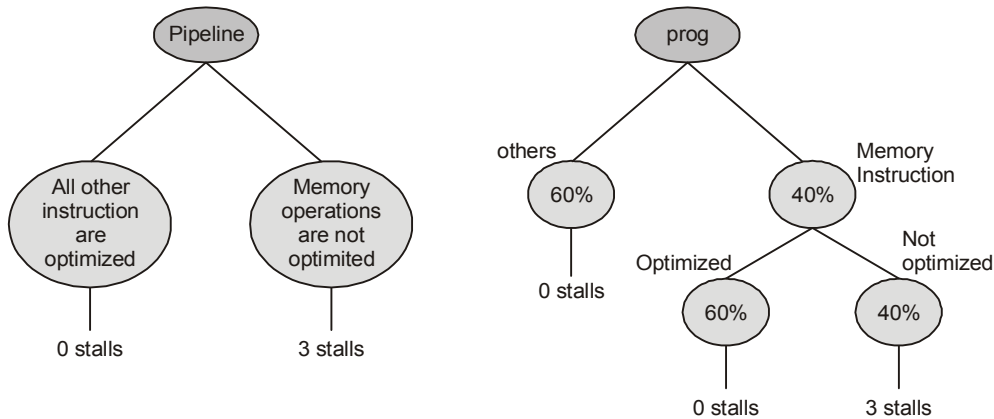 Pipeline
All other
instruction
are
optimized
Memory
operations
are not
optimited
0 stalls
3 stalls
prog
others
60%
0 stalls
Memory
Instruction
40%
Optimized
60%
0 stalls
Not
optimized
40%
3 stalls